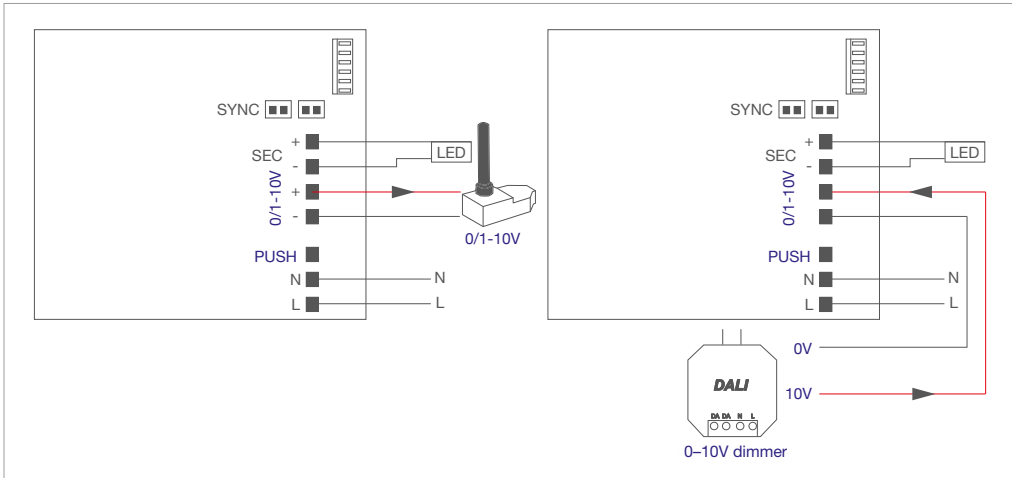 SYNC
+
SEC
-
0/1-10V
+
-
PUSH
N
L
LED
0/1-10V
N
L
SYNC
+
SEC
-
0/1-10V
PUSH
N
L
LED
N
L
0V
10V
DALI
DA DA N L
0–10V dimmer